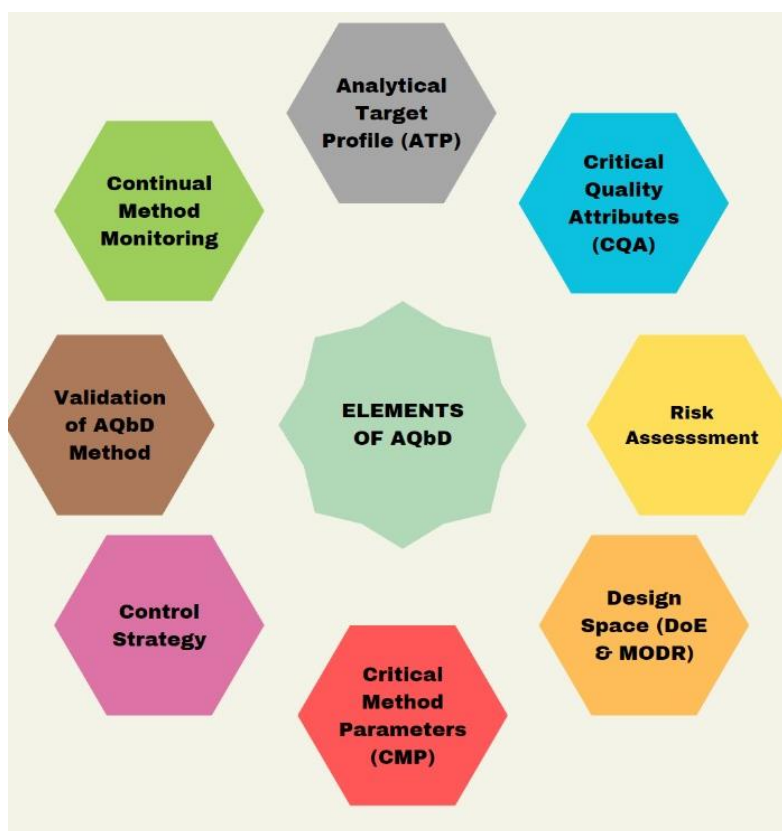 Analytical
Target
Profile (ATP)
Critical
Quality
Attributes
(CQA)
Risk
Assesssment
Design
Space (DoE
& MODR)
Critical
Method
Parameters
(CMP)
Control
Strategy
Validation
of AQbD
Method
Continual
Method
Monitoring
ELEMENTS
OF AQbD